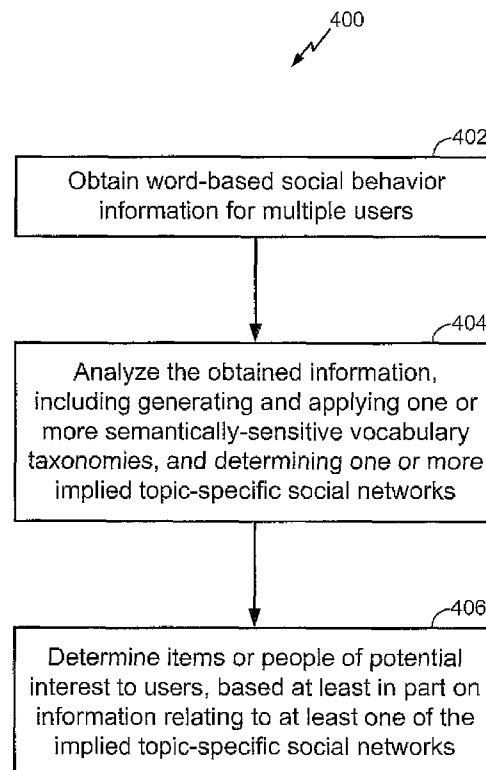 400
402
Obtain word-based social behavior
information for multiple users
404
Analyze the obtained information,
including generating and applying one or
more semantically-sensitive vocabulary
taxonomies, and determining one or more
implied topic-specific social networks
406
Determine items or people of potential
interest to users, based at least in part on
information relating to at least one of the
implied topic-specific social networks